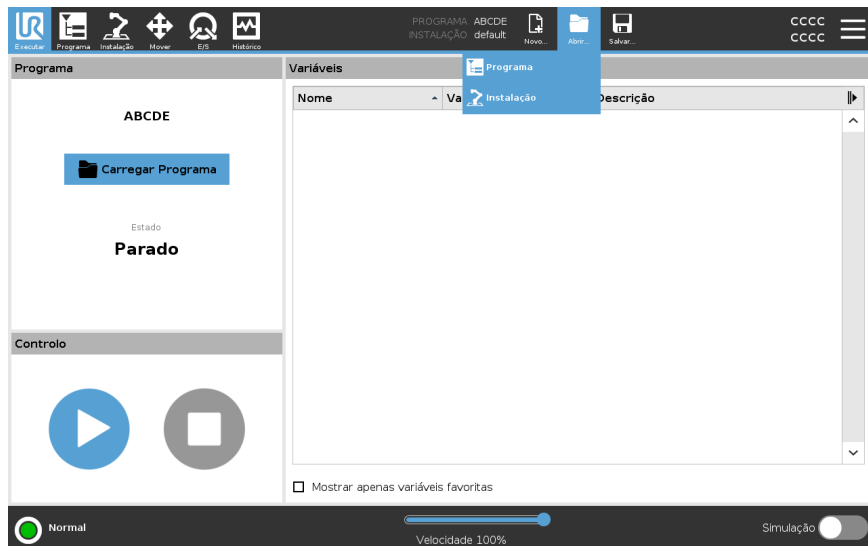 UR
Executar Programa Instalação Mover E/S Histórico
PROGRAMA ABCDE
INSTALAÇÃO default
Novo... Abrir... Salvar...
CCCC
CCCC
Programa
Variáveis
Programa
Instalação
Nome Va Descrição
ABCDE
Carregar Programa
Estado
Parado
Controlo
Mostrar apenas variáveis favoritas
Normal
Velocidade 100%
Simulação